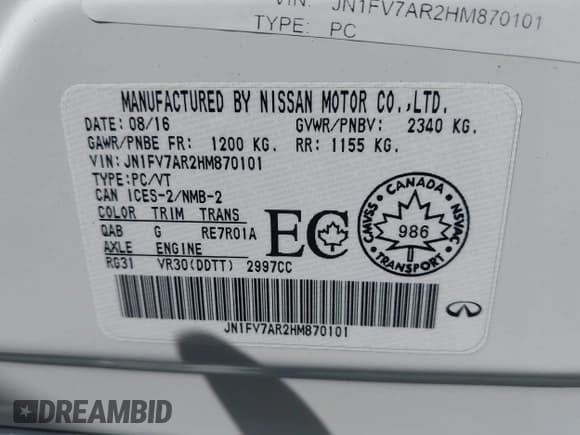 VIN: JN1FV7AR2HM870101
TYPE: PC
MANUFACTURED BY NISSAN MOTOR CO.,LTD.
DATE: 08/16 GVWR/PNBV: 2340 KG.
GAWR/PNBE FR: 1200 KG. RR: 1155 KG.
VIN: JN1FV7AR2HM870101
TYPE:PC/VT
CAN ICES-2/NMB-2
COLOR TRIM TRANS
QAB G RE7R01A
AXLE ENGINE
RG31 VR30(DDTT) 2997CC
EC
CANADA
CMVSS 986 NSVAC
TRANSPORT
JN1FV7AR2HM870101
DREAMBID